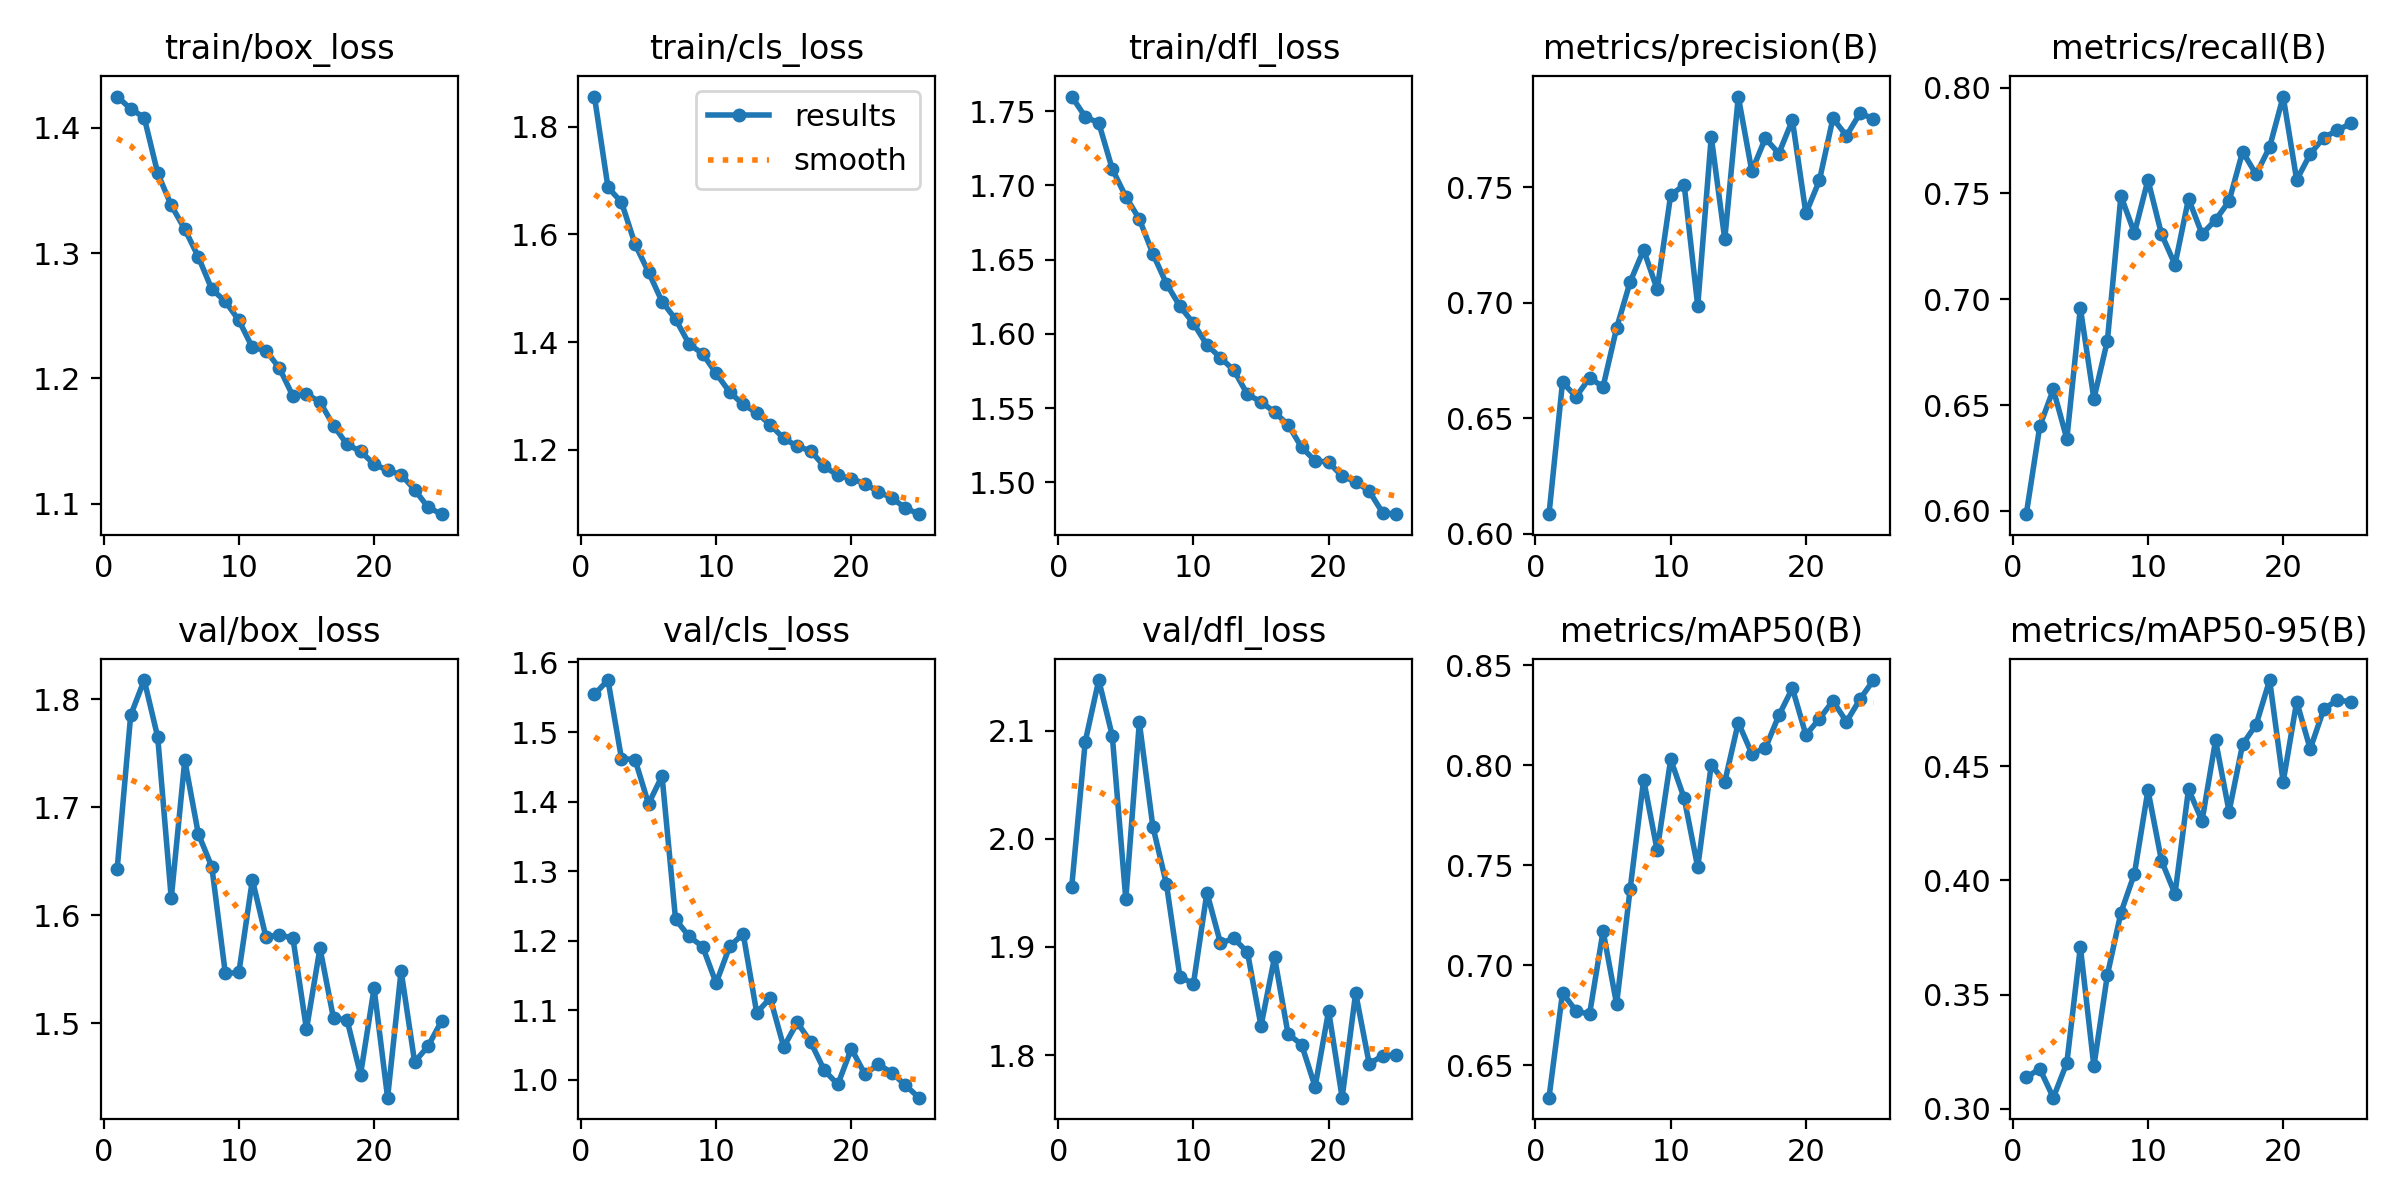 train/box_loss
train/cls_loss
train/dfl_loss
metrics/precision(B)
metrics/recall(B)
1.4
1.3
1.2
1.1
0 10 20
results
smooth
1.8
1.6
1.4
1.2
0 10 20
1.75
1.70
1.65
1.60
1.55
1.50
0 10 20
0.75
0.70
0.65
0.60
0 10 20
0.80
0.75
0.70
0.65
0.60
0 10 20
val/box_loss
val/cls_loss
val/dfl_loss
metrics/mAP50(B)
metrics/mAP50-95(B)
1.8
1.7
1.6
1.5
0 10 20
1.6
1.5
1.4
1.3
1.2
1.1
1.0
0 10 20
2.1
2.0
1.9
1.8
0 10 20
0.85
0.80
0.75
0.70
0.65
0 10 20
0.45
0.40
0.35
0.30
0 10 20